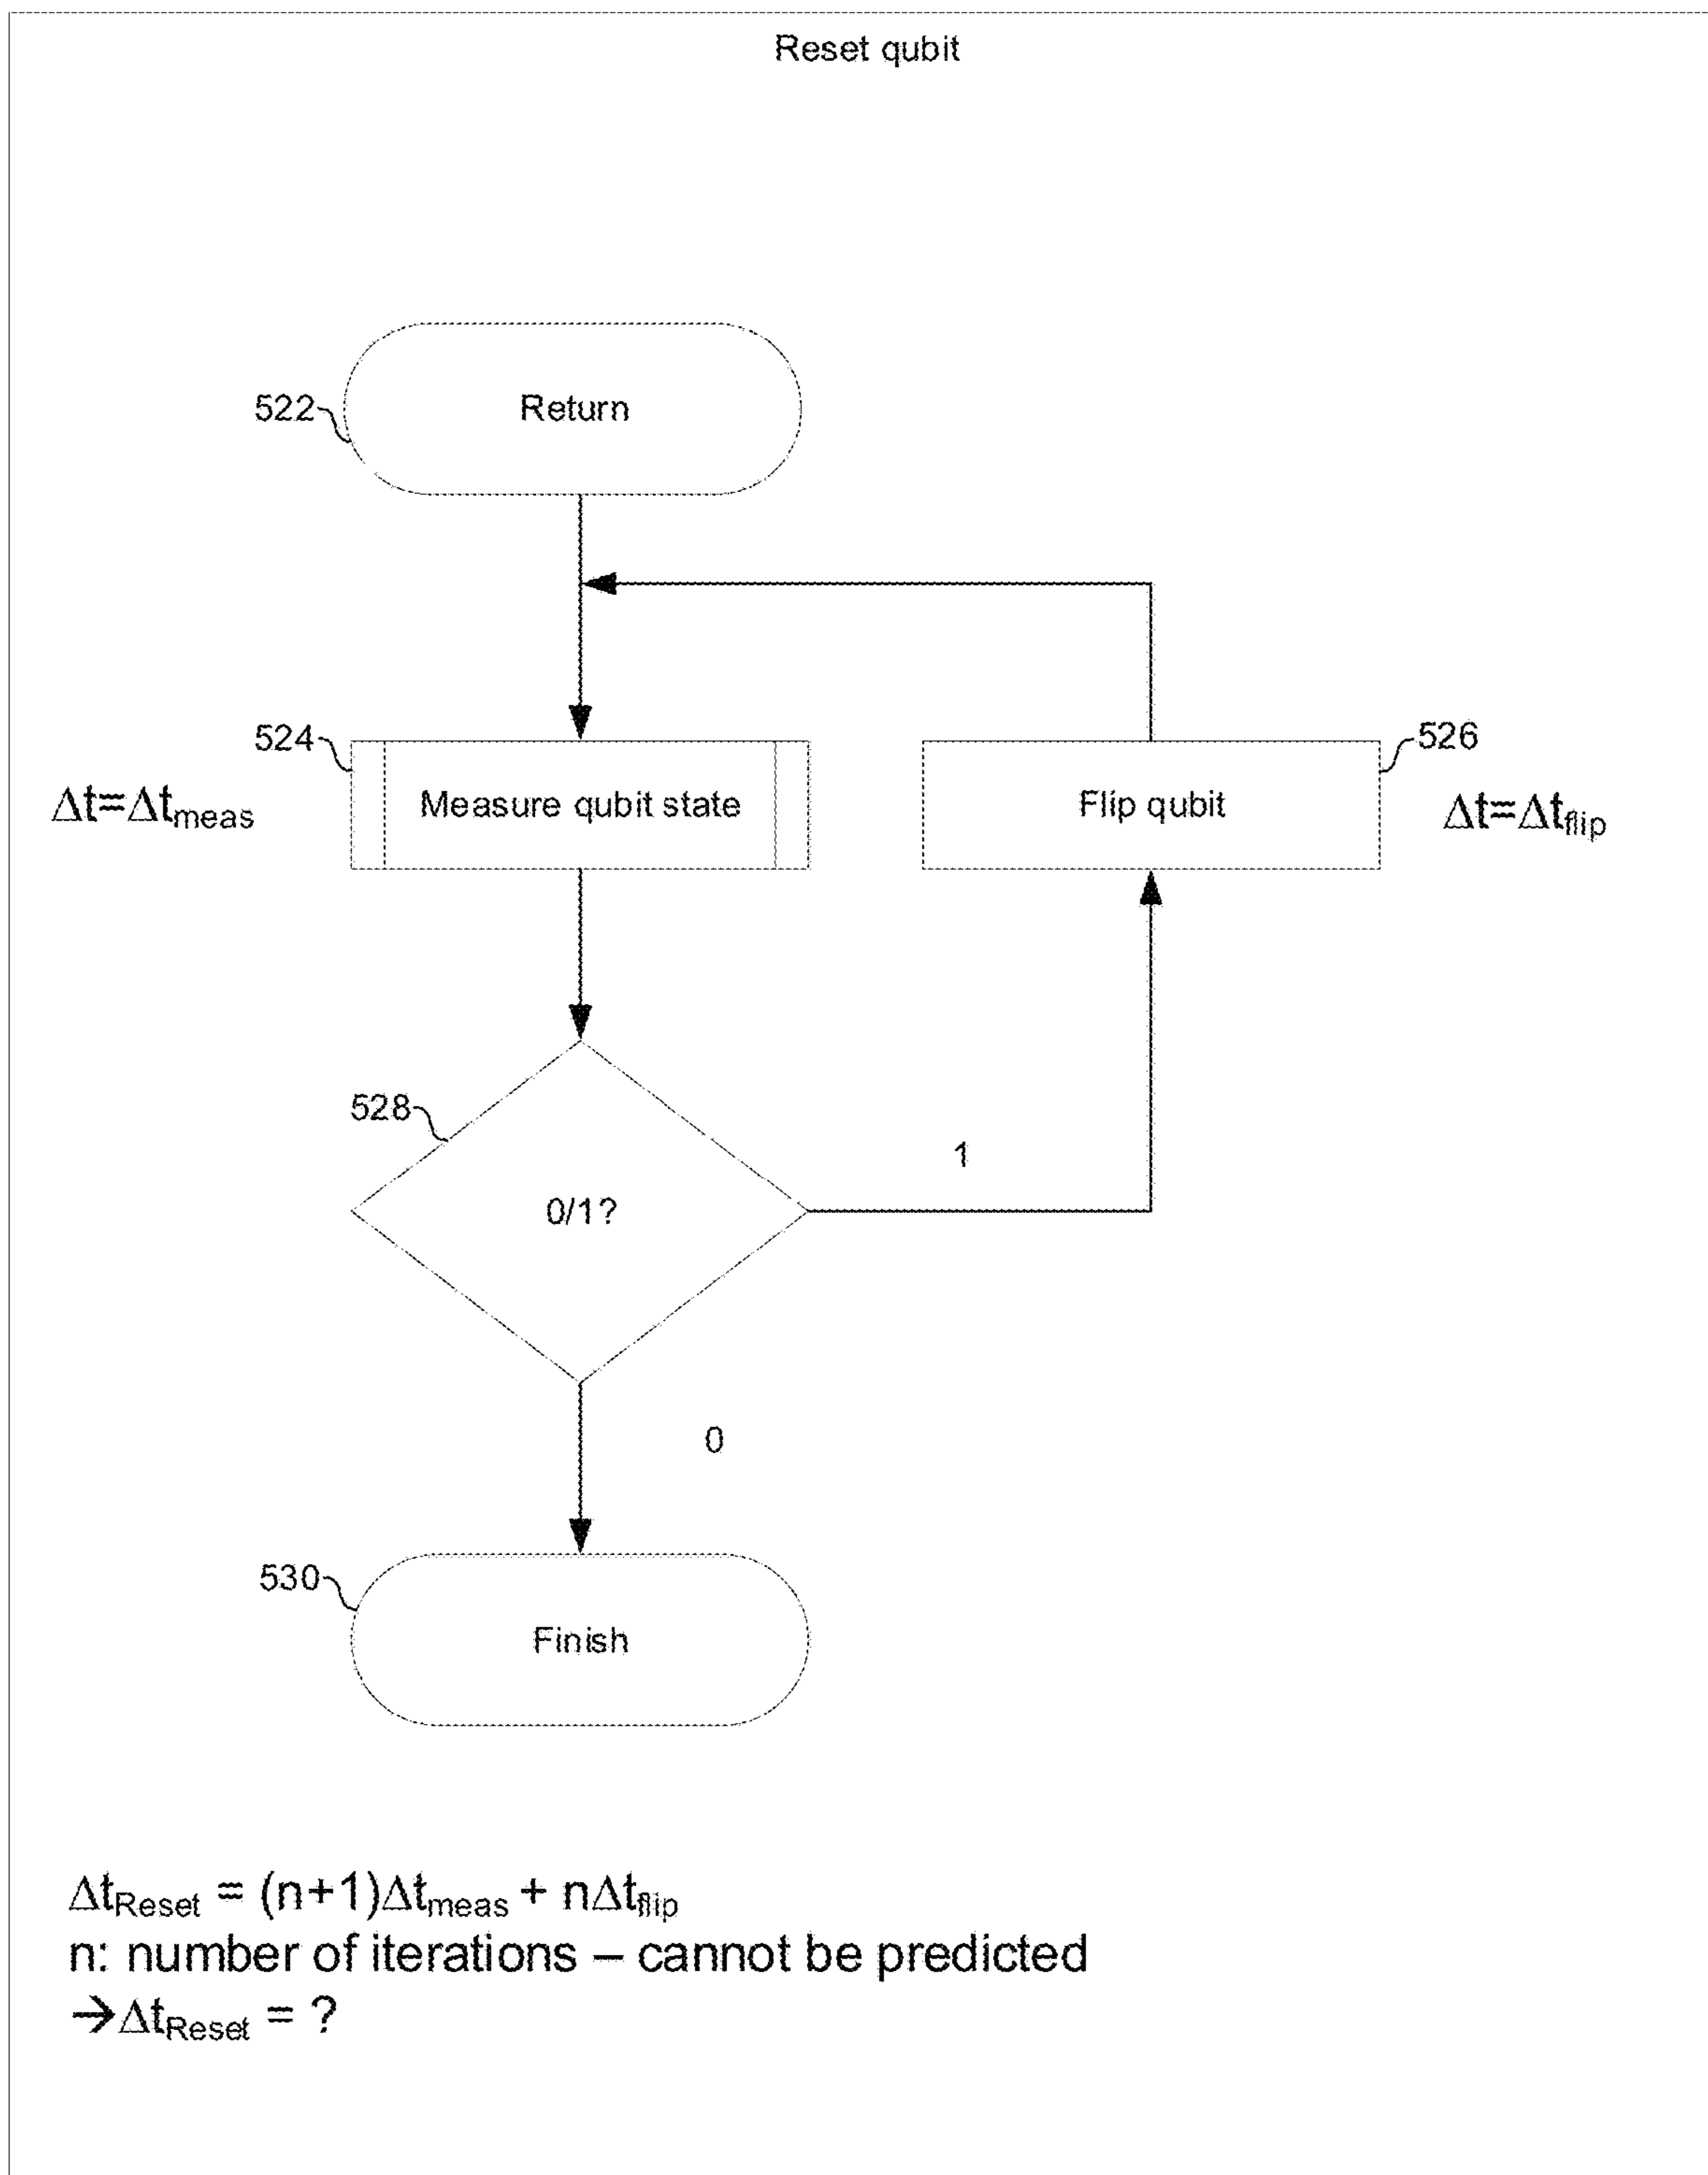 Reset qubit
522
Return
524
526
Δt=Δtmeas
Measure qubit state
Flip qubit
Δt=Δtflip
528
1
0/1?
0
530
Finish
ΔtReset = (n+1)Δtmeas + nΔtflip
n: number of iterations – cannot be predicted
→ΔtReset = ?